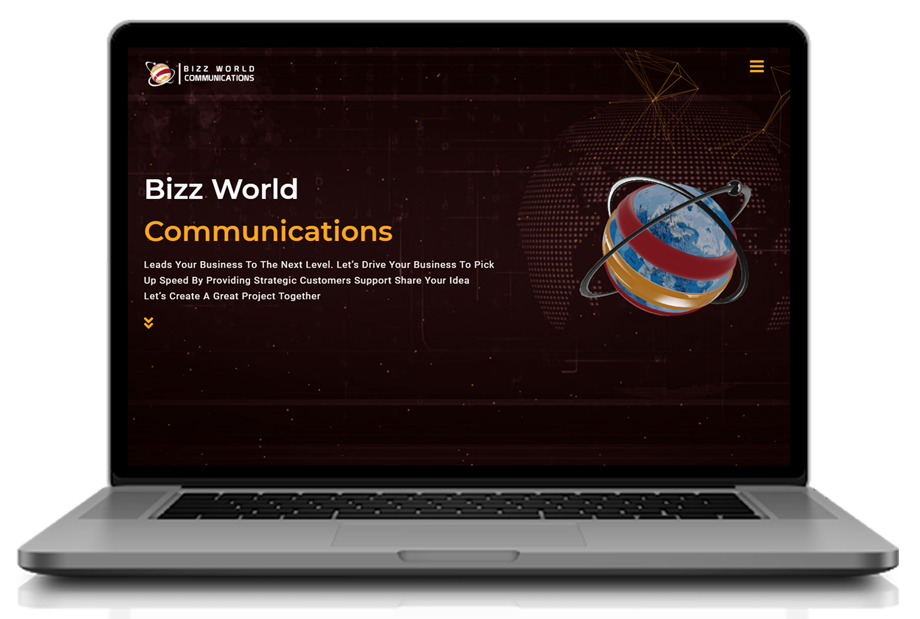 BIZZ WORLD
COMMUNICATIONS
Bizz World
Communications
Leads Your Business To The Next Level. Let's Drive Your Business To Pick
Up Speed By Providing Strategic Customers Support Share Your Idea
Let's Create A Great Project Together